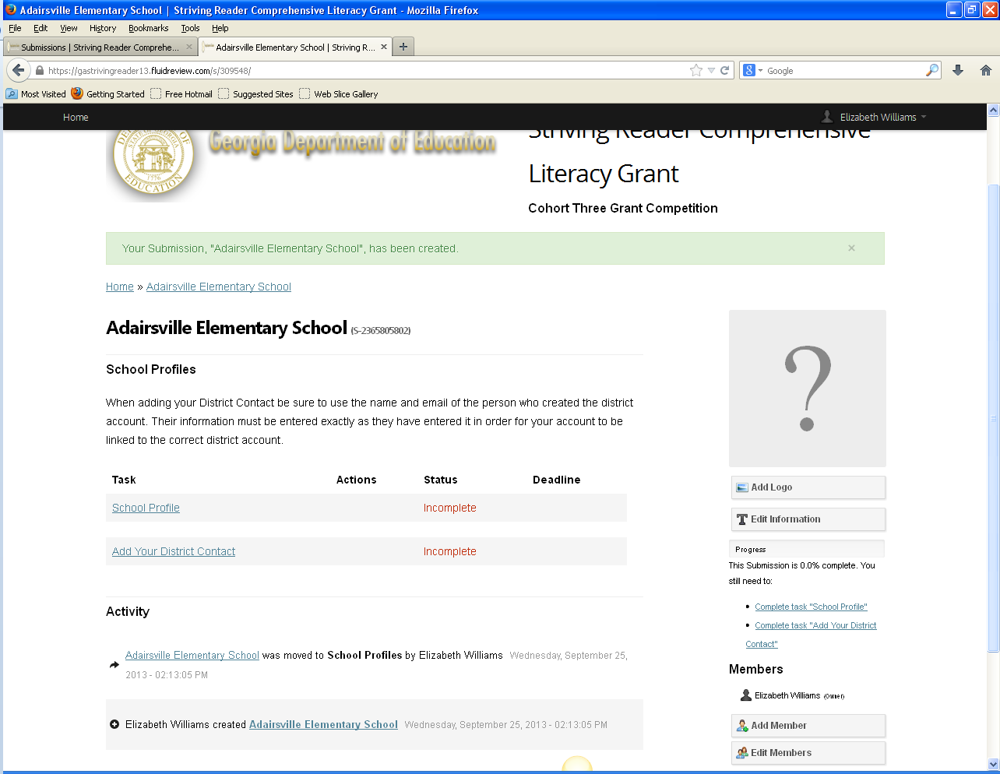 Adairsville Elementary School | Striving Reader Comprehensive Literacy Grant - Mozilla Firefox
File Edit View History Bookmarks Tools Help
Submissions | Striving Reader Comprehe... Adairsville Elementary School | Striving R...
https://gastrivingreader13.fluidreview.com/s/309548/ Google
Most Visited Getting Started Free Hotmail Suggested Sites Web Slice Gallery
Home Elizabeth Williams
Georgia Department of Education
Striving Reader Comprehensive
Literacy Grant
1776
EDUCATION
Cohort Three Grant Competition
Your Submission, "Adairsville Elementary School", has been created. ×
Home » Adairsville Elementary School
Adairsville Elementary School (S-2365805802)
School Profiles
When adding your District Contact be sure to use the name and email of the person who created the district
account. Their information must be entered exactly as they have entered it in order for your account to be
linked to the correct district account.
Task Actions Status Deadline
School Profile Incomplete
Add Your District Contact Incomplete
Activity
Adairsville Elementary School was moved to School Profiles by Elizabeth Williams Wednesday, September 25,
2013 - 02:13:05 PM
Elizabeth Williams created Adairsville Elementary School Wednesday, September 25, 2013 - 02:13:05 PM
?
Add Logo
Edit Information
Progress
This Submission is 0.0% complete. You
still need to:
Complete task "School Profile"
Complete task "Add Your District
Contact"
Members
Elizabeth Williams (Owner)
Add Member
Edit Members